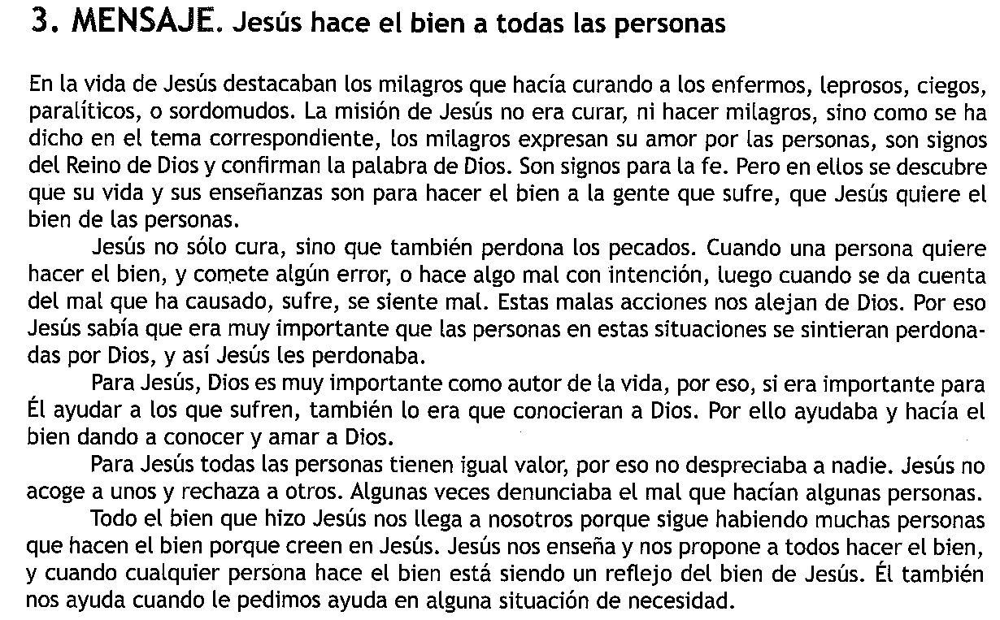 3. MENSAJE. Jesús hace el bien a todas las personas
En la vida de Jesús destacaban los milagros que hacía curando a los enfermos, leprosos, ciegos,
paralíticos, o sordomudos. La misión de Jesús no era curar, ni hacer milagros, sino como se ha
dicho en el tema correspondiente, los milagros expresan su amor por las personas, son signos
del Reino de Dios y confirman la palabra de Dios. Son signos para la fe. Pero en ellos se descubre
que su vida y sus enseñanzas son para hacer el bien a la gente que sufre, que Jesús quiere el
bien de las personas.
Jesús no sólo cura, sino que también perdona los pecados. Cuando una persona quiere
hacer el bien, y comete algún error, o hace algo mal con intención, luego cuando se da cuenta
del mal que ha causado, sufre, se siente mal. Estas malas acciones nos alejan de Dios. Por eso
Jesús sabía que era muy importante que las personas en estas situaciones se sintieran perdona-
das por Dios, y así Jesús les perdonaba.
Para Jesús, Dios es muy importante como autor de la vida, por eso, si era importante para
Él ayudar a los que sufren, también lo era que conocieran a Dios. Por ello ayudaba y hacía el
bien dando a conocer y amar a Dios.
Para Jesús todas las personas tienen igual valor, por eso no despreciaba a nadie. Jesús no
acoge a unos y rechaza a otros. Algunas veces denunciaba el mal que hacían algunas personas.
Todo el bien que hizo Jesús nos llega a nosotros porque sigue habiendo muchas personas
que hacen el bien porque creen en Jesús. Jesús nos enseña y nos propone a todos hacer el bien,
y cuando cualquier persona hace el bien está siendo un reflejo del bien de Jesús. Él también
nos ayuda cuando le pedimos ayuda en alguna situación de necesidad.